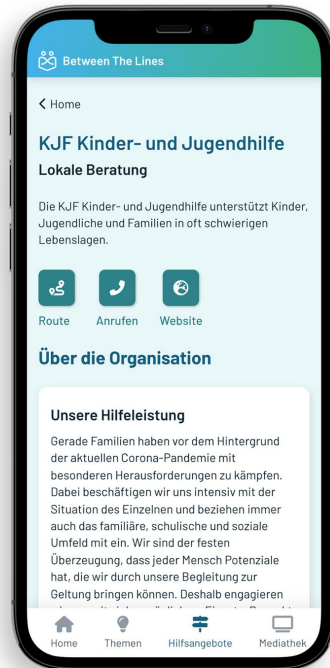 Between The Lines
Home
KJF Kinder- und Jugendhilfe
Lokale Beratung
Die KJF Kinder- und Jugendhilfe unterstützt Kinder,
Jugendliche und Familien in oft schwierigen
Lebenslagen.
Route Anrufen Website
Über die Organisation
Unsere Hilfeleistung
Gerade Familien haben vor dem Hintergrund
der aktuellen Corona-Pandemie mit
besonderen Herausforderungen zu kämpfen.
Dabei beschäftigen wir uns intensiv mit der
Situation des Einzelnen und beziehen immer
auch das familiäre, schulische und soziale
Umfeld mit ein. Wir sind der festen
Überzeugung, dass jeder Mensch Potenziale
hat, die wir durch unsere Begleitung zur
Geltung bringen können. Deshalb engagieren
Home Themen Hilfsangebote Mediathek